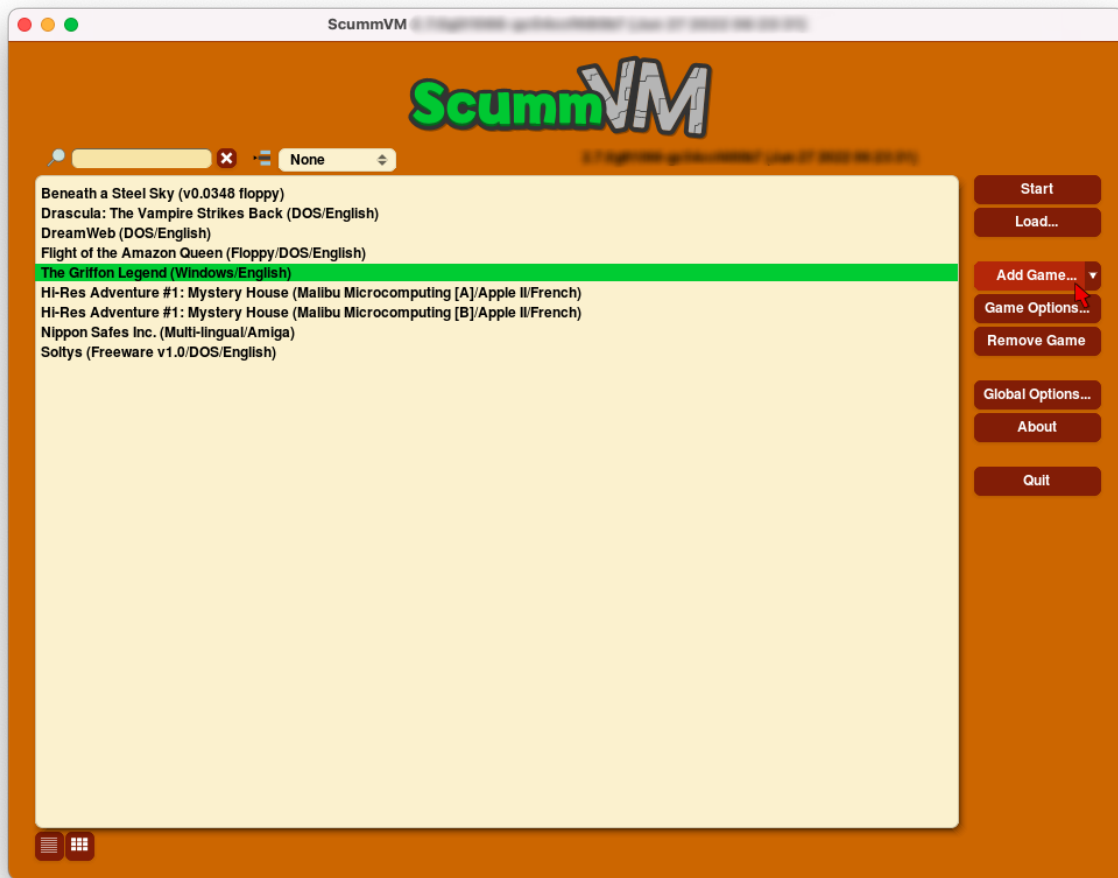 ScummVM
ScummVM
None
Beneath a Steel Sky (v0.0348 floppy)
Drascula: The Vampire Strikes Back (DOS/English)
DreamWeb (DOS/English)
Flight of the Amazon Queen (Floppy/DOS/English)
The Griffon Legend (Windows/English)
Hi-Res Adventure #1: Mystery House (Malibu Microcomputing [A]/Apple II/French)
Hi-Res Adventure #1: Mystery House (Malibu Microcomputing [B]/Apple II/French)
Nippon Safes Inc. (Multi-lingual/Amiga)
Soltys (Freeware v1.0/DOS/English)
Start
Load...
Add Game...
Game Options...
Remove Game
Global Options...
About
Quit